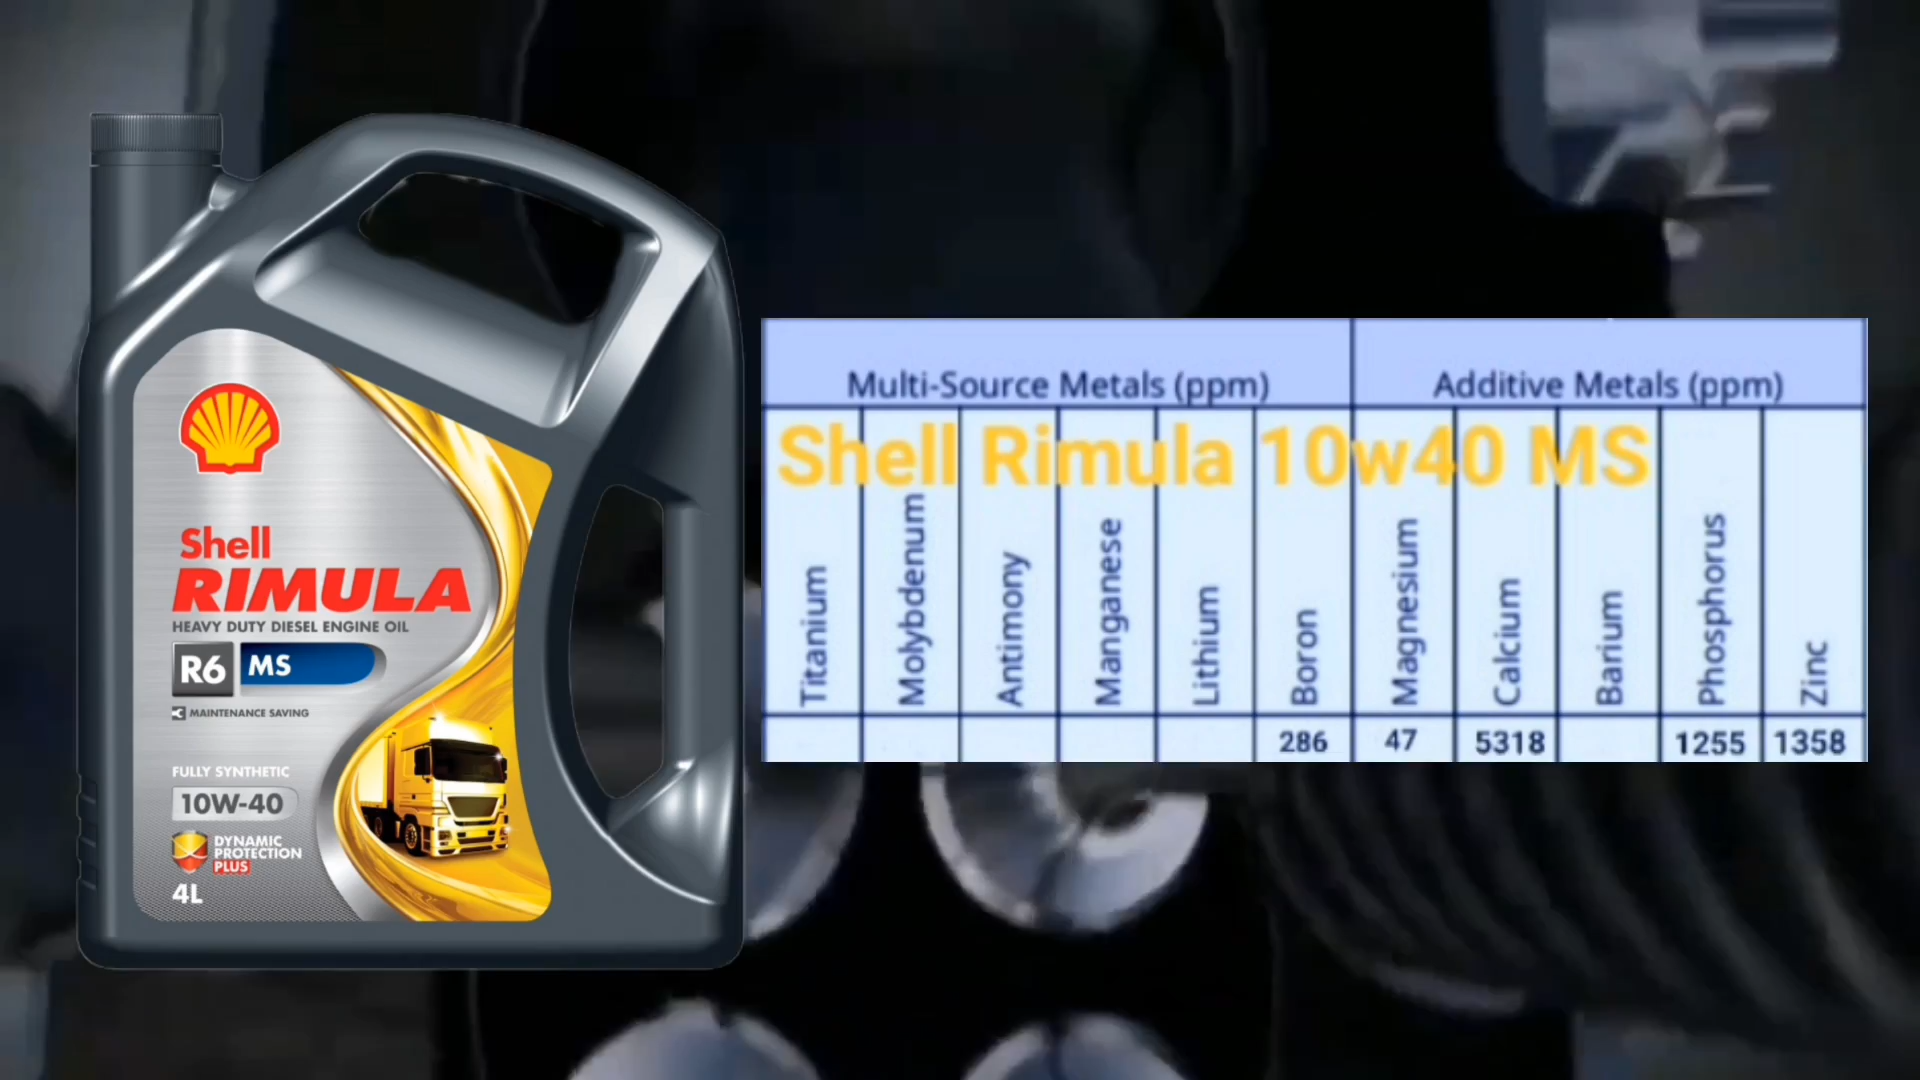 Shell
RIMULA
HEAVY DUTY DIESEL ENGINE OIL
R6 MS
MAINTENANCE SAVING
FULLY SYNTHETIC
10W-40
DYNAMIC
PROTECTION
PLUS
4L
Multi-Source Metals (ppm) Additive Metals (ppm)
Shell Rimula 10w40 MS
Titanium Molybdenum Antimony Manganese Lithium Boron Magnesium Calcium Barium Phosphorus Zinc
286 47 5318 1255 1358